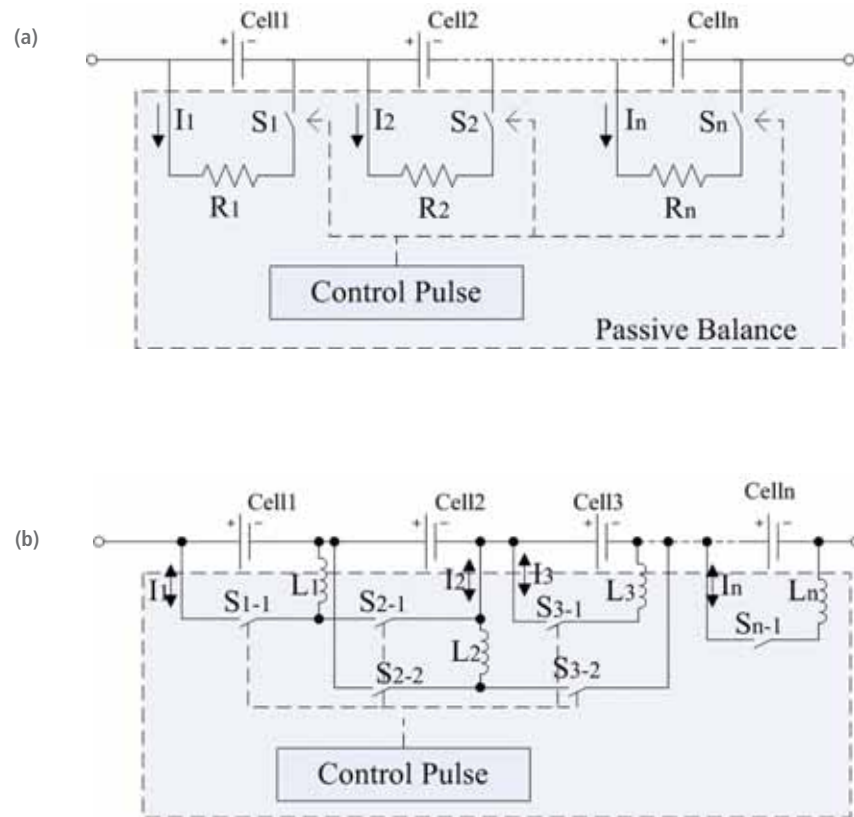 (a)
Cell1 Cell2 Celln
+ − + − + −
I1 S1 I2 S2 In Sn
R1 R2 Rn
Control Pulse
Passive Balance
(b)
Cell1 Cell2 Cell3 Celln
+ − + − + − + −
I1 L1 I2 I3 L3 In Ln
S1-1 S2-1 S3-1 Sn-1
L2
S2-2 S3-2
Control Pulse